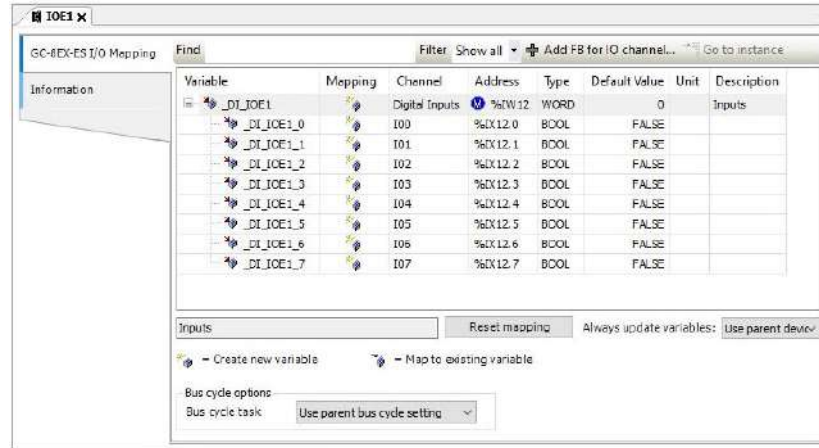 IOE1 X
GC-8EX-ES I/O Mapping
Information
Find Filter Show all Add FB for IO channel... Go to instance
Variable Mapping Channel Address Type Default Value Unit Description
_DI_IOE1 Digital Inputs %IW12 WORD 0 Inputs
_DI_IOE1_0 I00 %IX12.0 BOOL FALSE
_DI_IOE1_1 I01 %IX12.1 BOOL FALSE
_DI_IOE1_2 I02 %IX12.2 BOOL FALSE
_DI_IOE1_3 I03 %IX12.3 BOOL FALSE
_DI_IOE1_4 I04 %IX12.4 BOOL FALSE
_DI_IOE1_5 I05 %IX12.5 BOOL FALSE
_DI_IOE1_6 I06 %IX12.6 BOOL FALSE
_DI_IOE1_7 I07 %IX12.7 BOOL FALSE
Inputs Reset mapping Always update variables: Use parent device
= Create new variable = Map to existing variable
Bus cycle options
Bus cycle task Use parent bus cycle setting